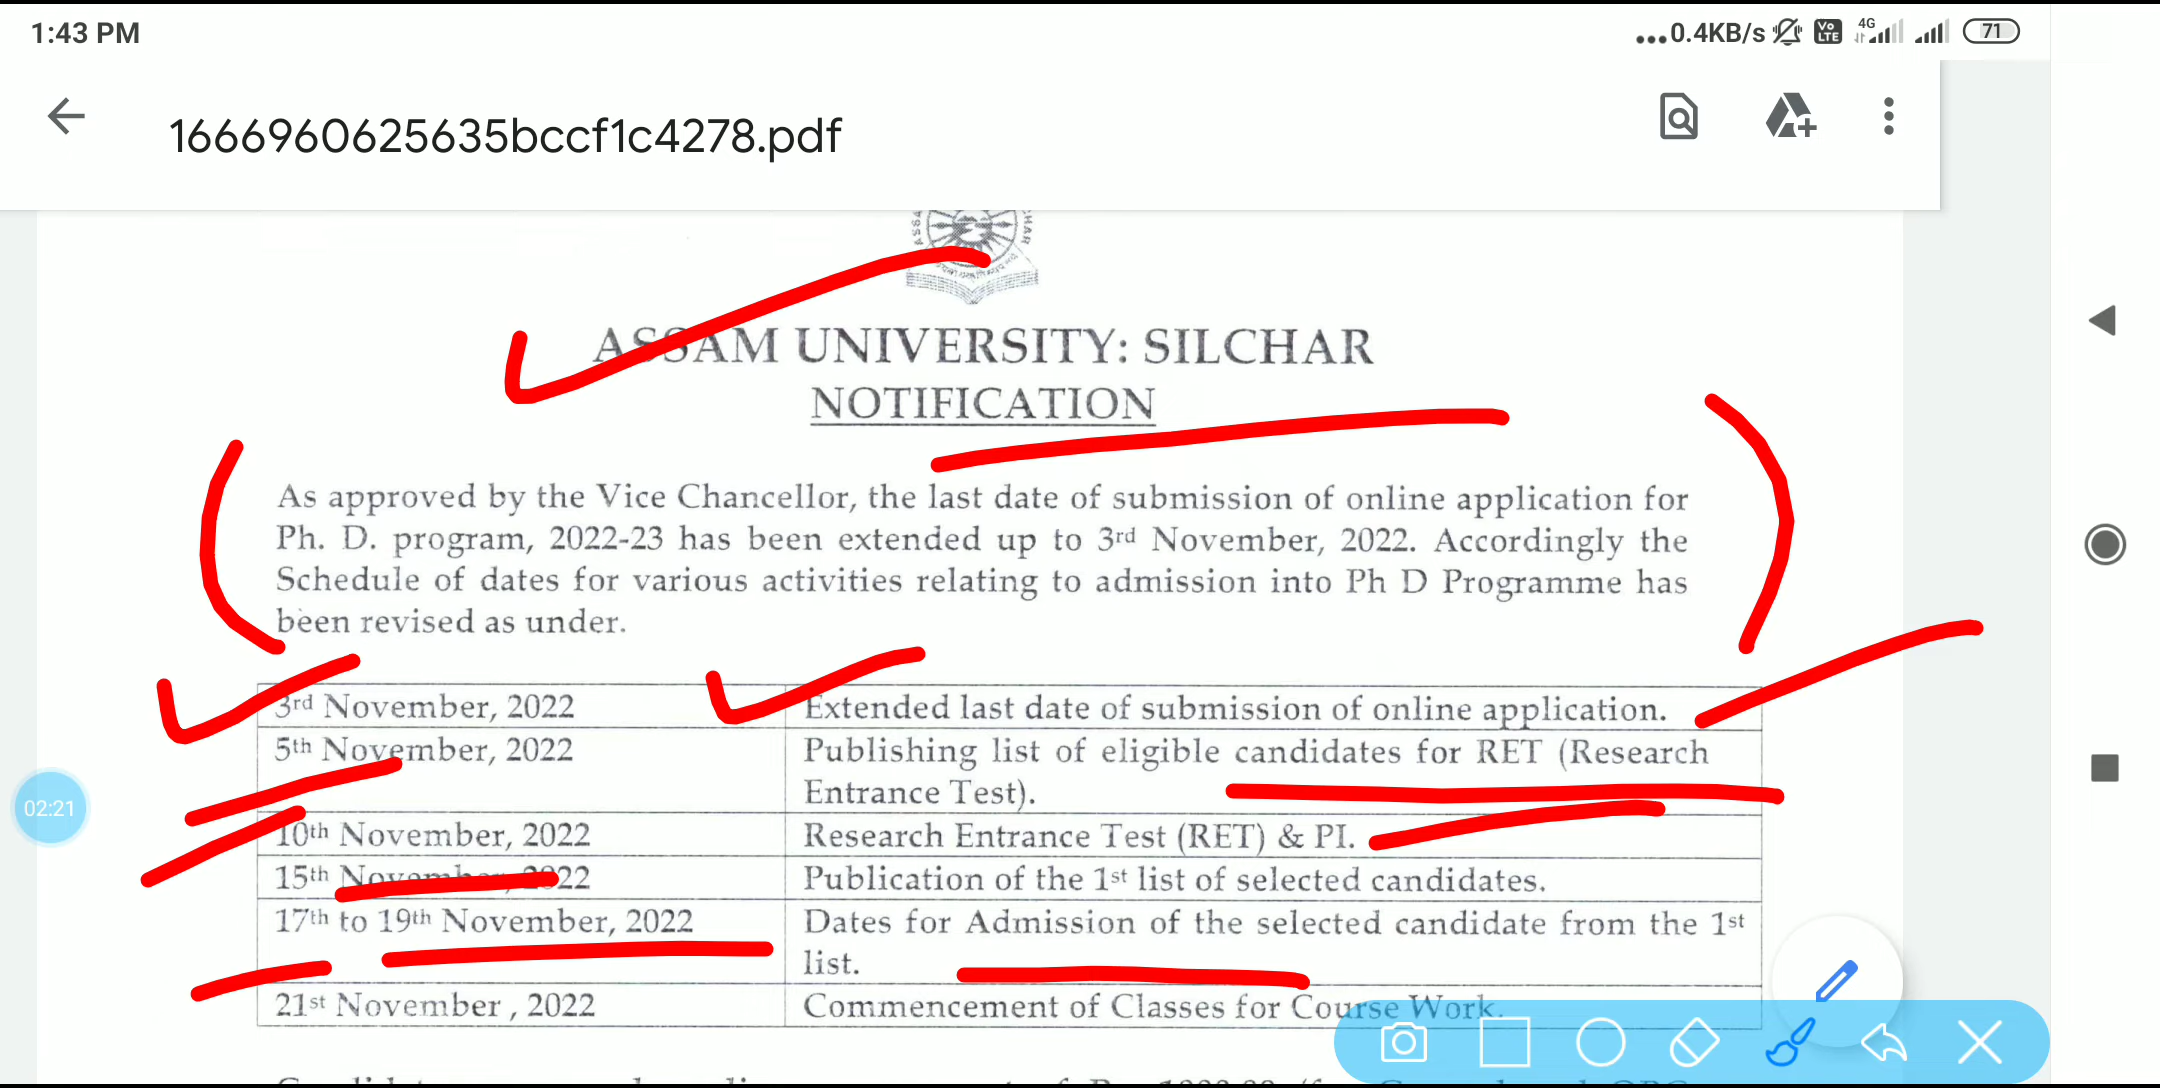 1:43 PM
...0.4KB/s Vo LTE 4G 71
1666960625635bccf1c4278.pdf
ASSAM UNIVERSITY: SILCHAR
NOTIFICATION
As approved by the Vice Chancellor, the last date of submission of online application for
Ph. D. program, 2022-23 has been extended up to 3rd November, 2022. Accordingly the
Schedule of dates for various activities relating to admission into Ph D Programme has
been revised as under.
3rd November, 2022 Extended last date of submission of online application.
5th November, 2022 Publishing list of eligible candidates for RET (Research
Entrance Test).
10th November, 2022 Research Entrance Test (RET) & PI.
15th November, 2022 Publication of the 1st list of selected candidates.
17th to 19th November, 2022 Dates for Admission of the selected candidate from the 1st
list.
21st November , 2022 Commencement of Classes for Course Work.
02:21